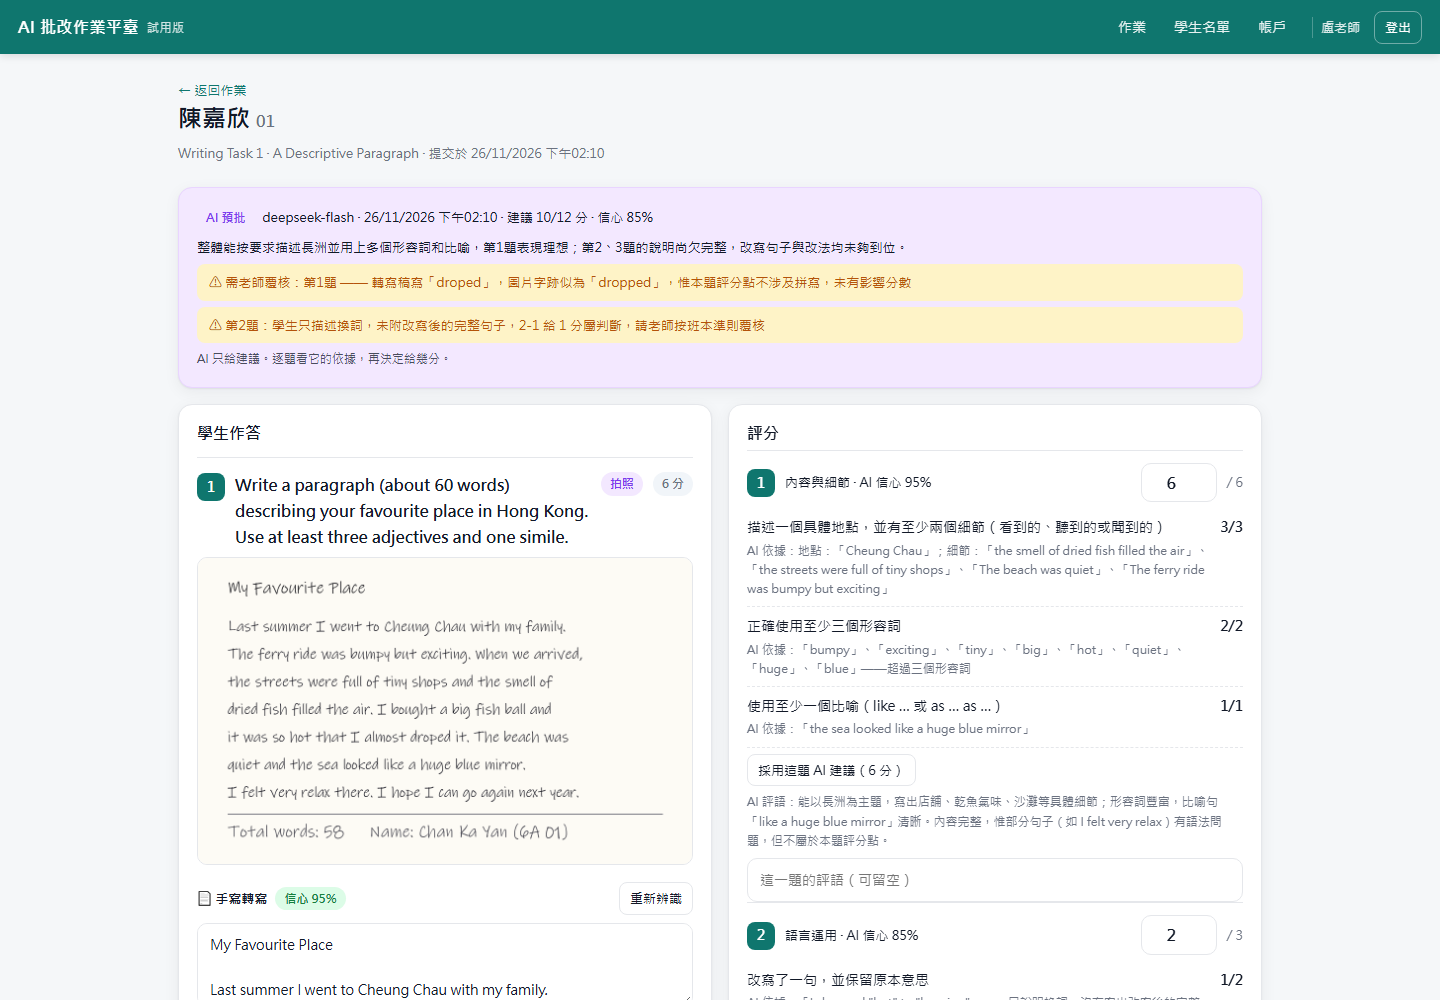 AI 批改作業平臺 試用版
作業 學生名單 帳戶 盧老師 登出
← 返回作業
陳嘉欣 01
Writing Task 1 · A Descriptive Paragraph · 提交於 26/11/2026 下午02:10
AI 預批 deepseek-flash · 26/11/2026 下午02:10 · 建議 10/12 分 · 信心 85%
整體能按要求描述長洲並用上多個形容詞和比喻，第1題表現理想；第2、3題的說明尚欠完整，改寫句子與改法均未夠到位。
⚠ 需老師覆核：第1題 —— 轉寫稿寫「droped」，圖片字跡似為「dropped」，惟本題評分點不涉及拼寫，未有影響分數
⚠ 第2題：學生只描述換詞，未附改寫後的完整句子，2-1 給 1 分屬判斷，請老師按班本準則覆核
AI 只給建議。逐題看它的依據，再決定給幾分。
學生作答
1 Write a paragraph (about 60 words) 拍照 6 分
describing your favourite place in Hong Kong.
Use at least three adjectives and one simile.
My Favourite Place
Last summer I went to Cheung Chau with my family.
The ferry ride was bumpy but exciting. When we arrived,
the streets were full of tiny shops and the smell of
dried fish filled the air. I bought a big fish ball and
it was so hot that I almost droped it. The beach was
quiet and the sea looked like a huge blue mirror.
I felt very relax there. I hope I can go again next year.
Total words: 58 Name: Chan Ka Yan (6A 01)
手寫轉寫 信心 95% 重新辨識
My Favourite Place
Last summer I went to Cheung Chau with my family.
評分
1 內容與細節 · AI 信心 95% 6 / 6
描述一個具體地點，並有至少兩個細節（看到的、聽到的或聞到的） 3/3
AI 依據：地點：「Cheung Chau」；細節：「the smell of dried fish filled the air」、
「the streets were full of tiny shops」、「The beach was quiet」、「The ferry ride
was bumpy but exciting」
正確使用至少三個形容詞 2/2
AI 依據：「bumpy」、「exciting」、「tiny」、「big」、「hot」、「quiet」、
「huge」、「blue」——超過三個形容詞
使用至少一個比喻（like … 或 as … as …） 1/1
AI 依據：「the sea looked like a huge blue mirror」
採用這題 AI 建議（6 分）
AI 評語：能以長洲為主題，寫出店舖、乾魚氣味、沙灘等具體細節；形容詞豐富，比喻句
「like a huge blue mirror」清晰。內容完整，惟部分句子（如 I felt very relax）有語法問
題，但不屬於本題評分點。
這一題的評語（可留空）
2 語言運用 · AI 信心 85% 2 / 3
改寫了一句，並保留原本意思 1/2